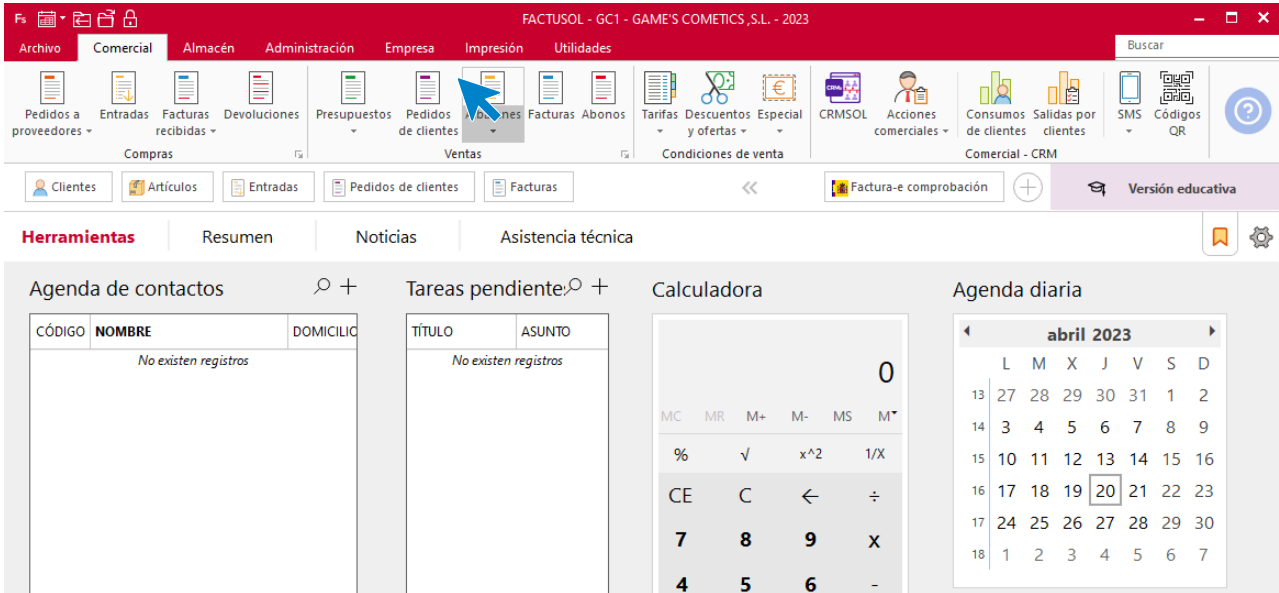 Fs
FACTUSOL - GC1 - GAME'S COMETICS ,S.L. - 2023
Archivo Comercial Almacén Administración Empresa Impresión Utilidades
Buscar
Pedidos a proveedores
Entradas
Facturas recibidas
Devoluciones
Presupuestos
Pedidos de clientes
Facturas
Abonos
Tarifas
Descuentos y ofertas
Especial
CRM
CRMSOL
Acciones comerciales
Consumos de clientes
Salidas por clientes
SMS
Códigos QR
?
Compras
Ventas
Condiciones de venta
Comercial - CRM
Clientes
Artículos
Entradas
Pedidos de clientes
Facturas
Factura-e comprobación
Versión educativa
Herramientas Resumen Noticias Asistencia técnica
Agenda de contactos
CÓDIGO NOMBRE DOMICILIO
No existen registros
Tareas pendiente
TÍTULO ASUNTO
No existen registros
Calculadora
0
MC MR M+ M- MS M
% √ x^2 1/X
CE C ← ÷
7 8 9 x
4 5 6 -
Agenda diaria
abril 2023
L M X J V S D
13 27 28 29 30 31 1 2
14 3 4 5 6 7 8 9
15 10 11 12 13 14 15 16
16 17 18 19 20 21 22 23
17 24 25 26 27 28 29 30
18 1 2 3 4 5 6 7